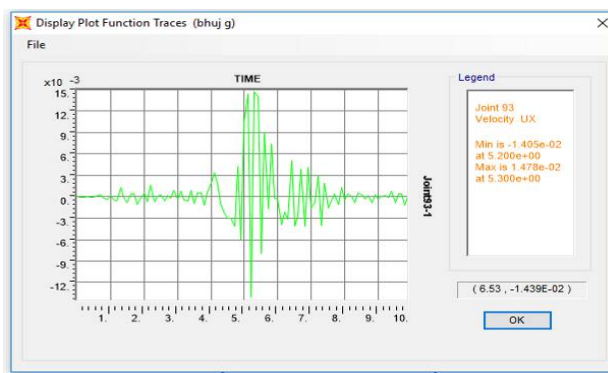 Display Plot Function Traces (bhuj g)
File
TIME
x10 -3
15.
12.
9.
6.
3.
0.
-3.
-6.
-9.
-12.
1. 2. 3. 4. 5. 6. 7. 8. 9. 10.
Joint93-1
Legend
Joint 93
Velocity UX
Min is -1.405e-02
at 5.200e+00
Max is 1.478e-02
at 5.300e+00
( 6.53 , -1.439E-02 )
OK